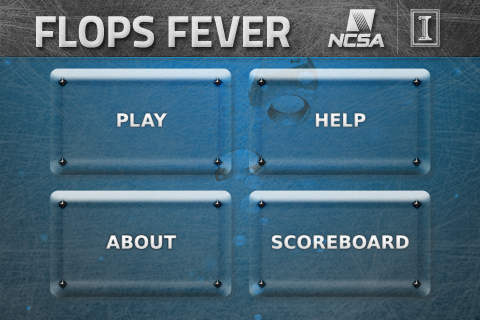 FLOPS FEVER
NCSA
I
PLAY
HELP
ABOUT
SCOREBOARD